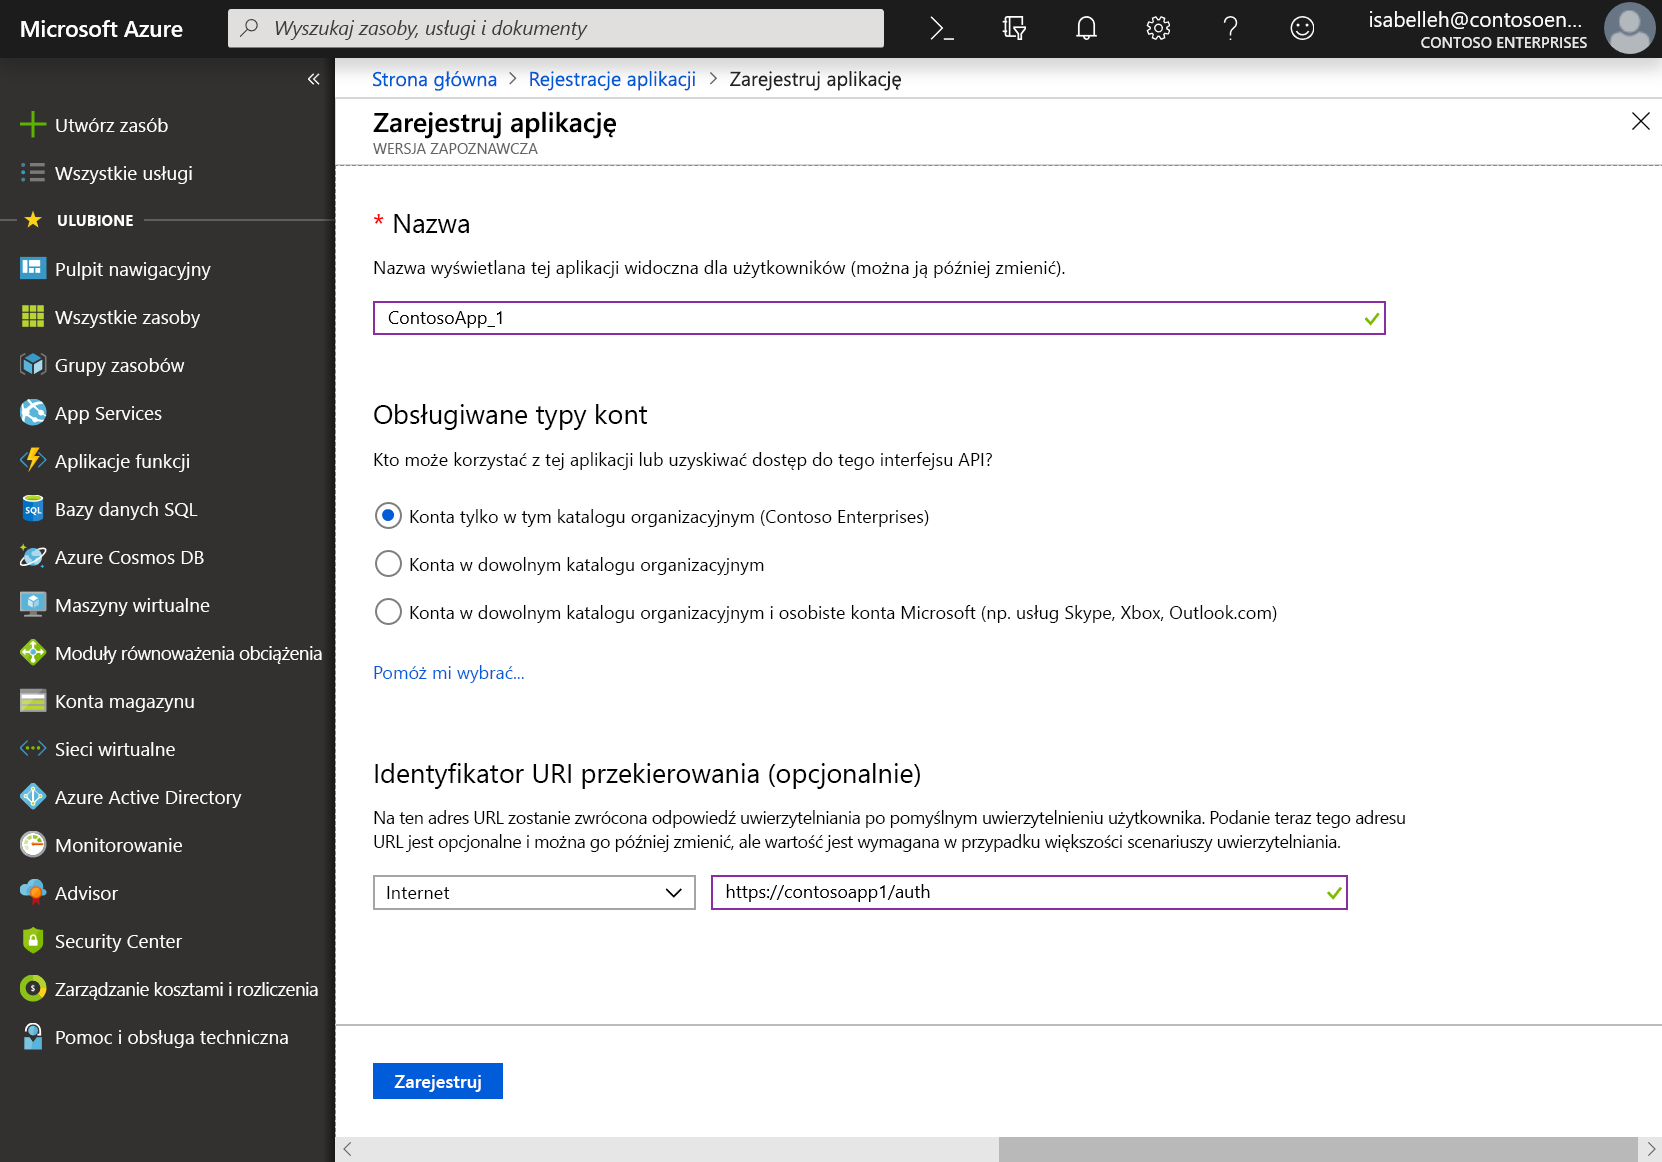 Microsoft Azure
Wyszukaj zasoby, usługi i dokumenty
isabelleh@contosoen...
CONTOSO ENTERPRISES
Utwórz zasób
Wszystkie usługi
ULUBIONE
Pulpit nawigacyjny
Wszystkie zasoby
Grupy zasobów
App Services
Aplikacje funkcji
SQL
Bazy danych SQL
Azure Cosmos DB
Maszyny wirtualne
Moduły równoważenia obciążenia
Konta magazynu
Sieci wirtualne
Azure Active Directory
Monitorowanie
Advisor
Security Center
Zarządzanie kosztami i rozliczenia
Pomoc i obsługa techniczna
Strona główna > Rejestracje aplikacji > Zarejestruj aplikację
Zarejestruj aplikację
WERSJA ZAPOZNAWCZA
* Nazwa
Nazwa wyświetlana tej aplikacji widoczna dla użytkowników (można ją później zmienić).
ContosoApp_1
Obsługiwane typy kont
Kto może korzystać z tej aplikacji lub uzyskiwać dostęp do tego interfejsu API?
Konta tylko w tym katalogu organizacyjnym (Contoso Enterprises)
Konta w dowolnym katalogu organizacyjnym
Konta w dowolnym katalogu organizacyjnym i osobiste konta Microsoft (np. usług Skype, Xbox, Outlook.com)
Pomóż mi wybrać...
Identyfikator URI przekierowania (opcjonalnie)
Na ten adres URL zostanie zwrócona odpowiedź uwierzytelniania po pomyślnym uwierzytelnieniu użytkownika. Podanie teraz tego adresu
URL jest opcjonalne i można go później zmienić, ale wartość jest wymagana w przypadku większości scenariuszy uwierzytelniania.
Internet
https://contosoapp1/auth
Zarejestruj